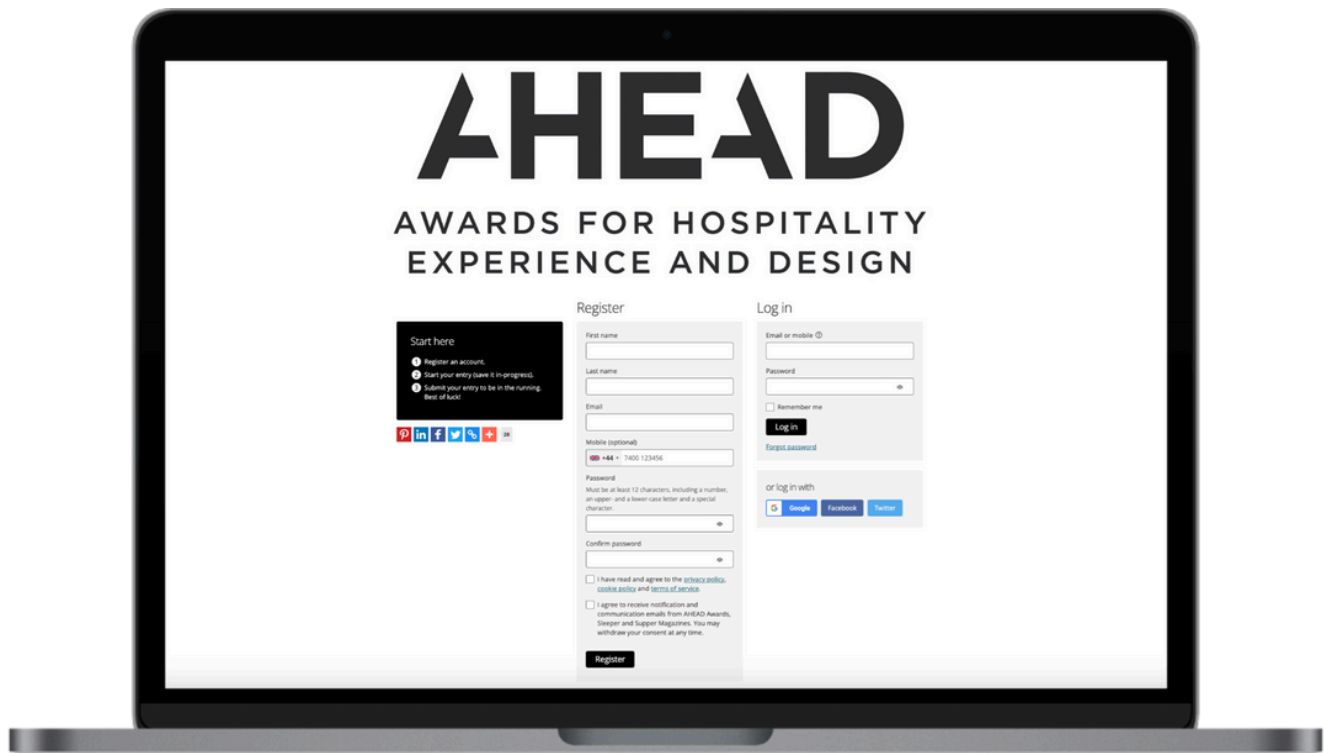 AHEAD
AWARDS FOR HOSPITALITY
EXPERIENCE AND DESIGN
Start here
1 Register an account.
2 Start your entry (save it in-progress).
3 Submit your entry to be in the running.
Best of luck!
28
Register
First name
Last name
Email
Mobile (optional)
+44 7400 123456
Password
Must be at least 12 characters, including a number,
an upper- and a lower-case letter and a special
character.
Confirm password
I have read and agree to the privacy policy,
cookie policy and terms of service.
I agree to receive notification and
communication emails from AHEAD Awards,
Sleeper and Supper Magazines. You may
withdraw your consent at any time.
Register
Log in
Email or mobile ?
Password
Remember me
Log in
Forgot password
or log in with
Google Facebook Twitter